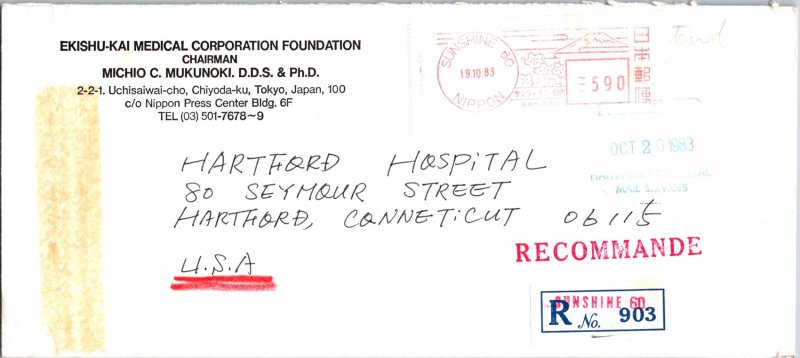 EKISHU-KAI MEDICAL CORPORATION FOUNDATION
CHAIRMAN
MICHIO C. MUKUNOKI. D.D.S. & Ph.D.
2-2-1. Uchisaiwai-cho, Chiyoda-ku, Tokyo, Japan, 100
c/o Nippon Press Center Bldg. 6F
TEL (03) 501-7678~9
SUNSHINE 60
19.10.83
NIPPON
590
日本郵便
OCT 20 1983
HARTFORD HOSPITAL
MAIL SERVICES
HARTFORD HOSPITAL
80 SEYMOUR STREET
HARTFORD, CONNETICUT 06115
U.S.A
RECOMMANDE
SUNSHINE 60
R No. 903